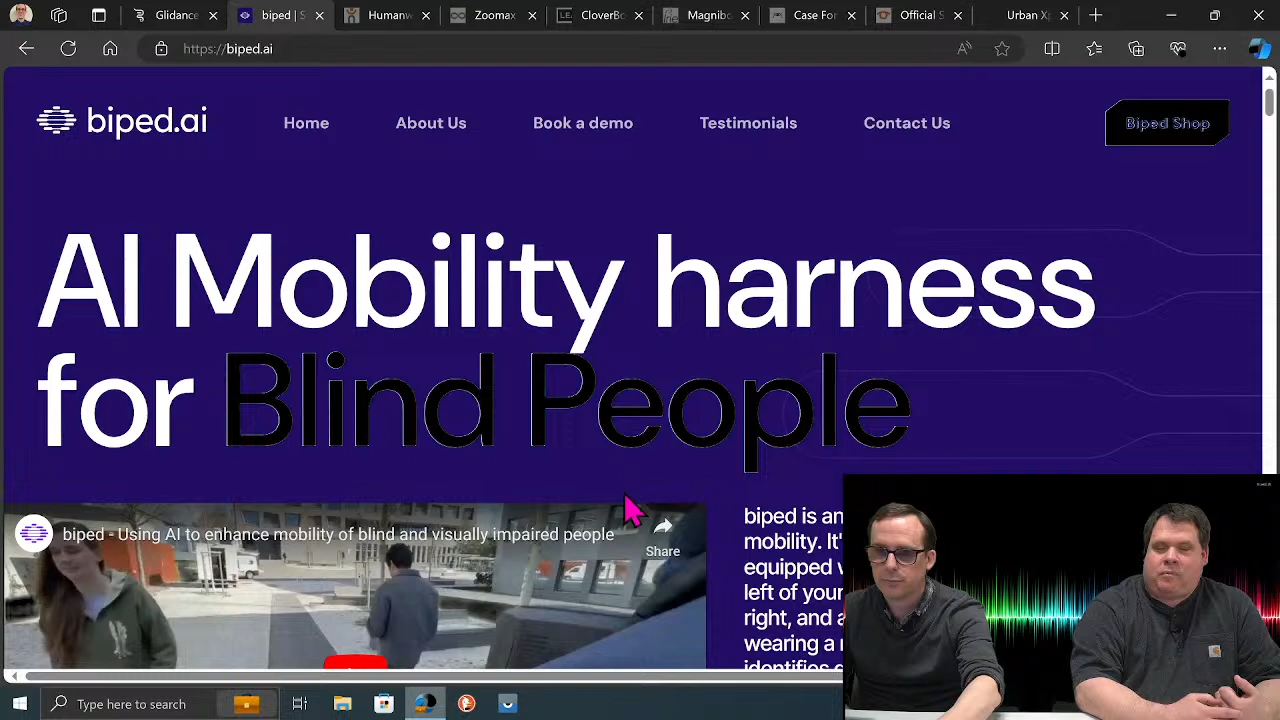 Glidance
biped | S
Humanw
Zoomax
CloverBo
Magnibo
Case For
Official S
Urban Xp
https://biped.ai
biped.ai
Home
About Us
Book a demo
Testimonials
Contact Us
Biped Shop
AI Mobility harness
for Blind People
biped - Using AI to enhance mobility of blind and visually impaired people
Share
biped is an
mobility. It'
equipped
left of your
right, and a
wearing a
identifies
Type here to search